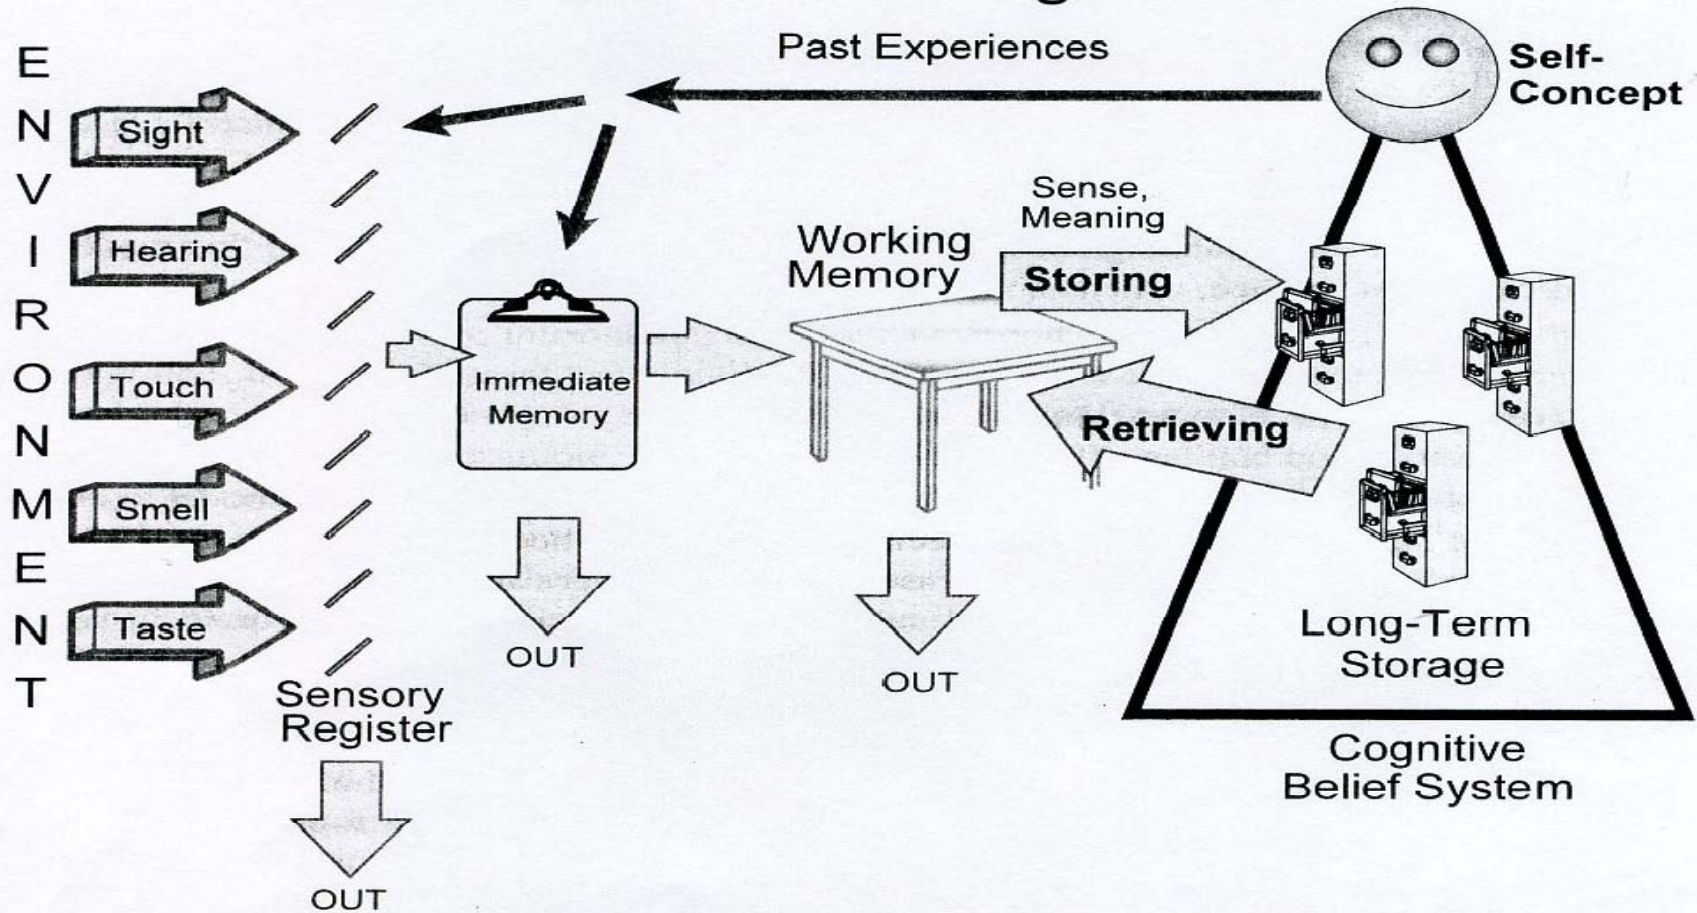 Past Experiences
Self-
Concept
ENVIRONMENT
Sight
Hearing
Touch
Smell
Taste
Sensory
Register
OUT
Immediate
Memory
OUT
Working
Memory
OUT
Sense,
Meaning
Storing
Retrieving
Long-Term
Storage
Cognitive
Belief System